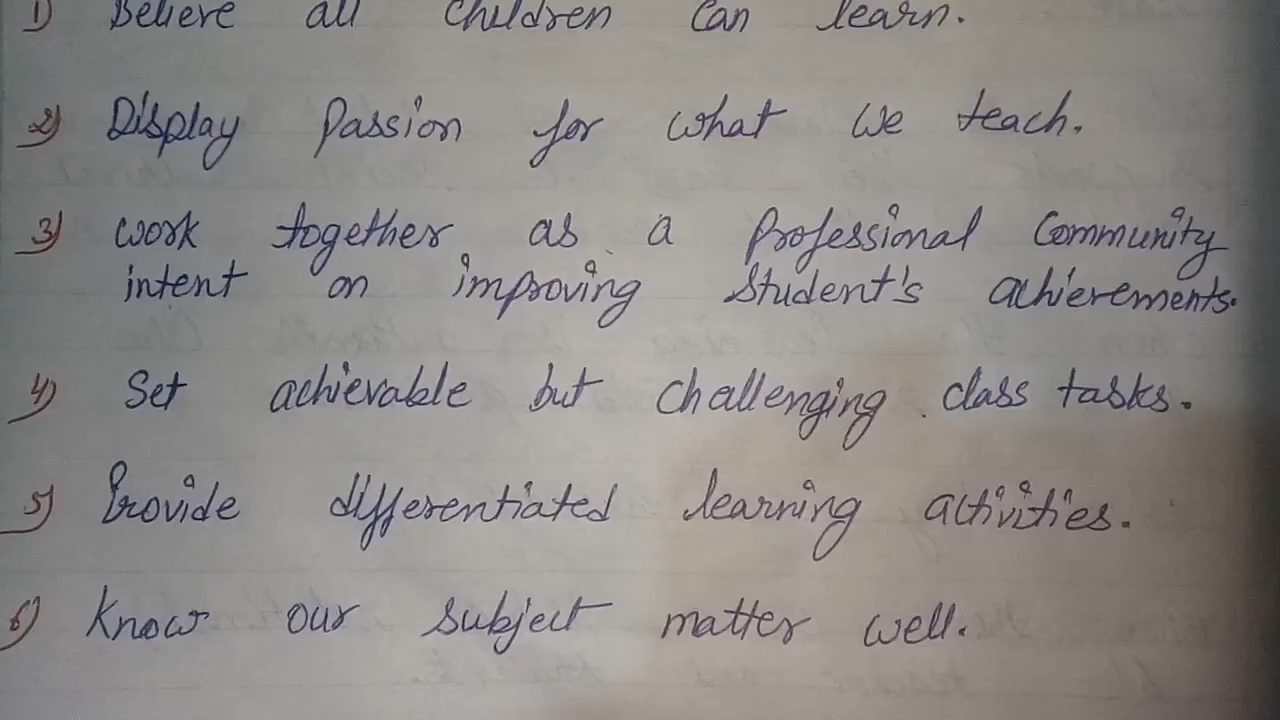 1) Believe all children can learn.
2) Display Passion for what we teach.
3) work together as a Professional Community
intent on improving student's achievements.
4) Set achievable but challenging class tasks.
5) Provide differentiated learning activities.
6) Know our subject matter well.